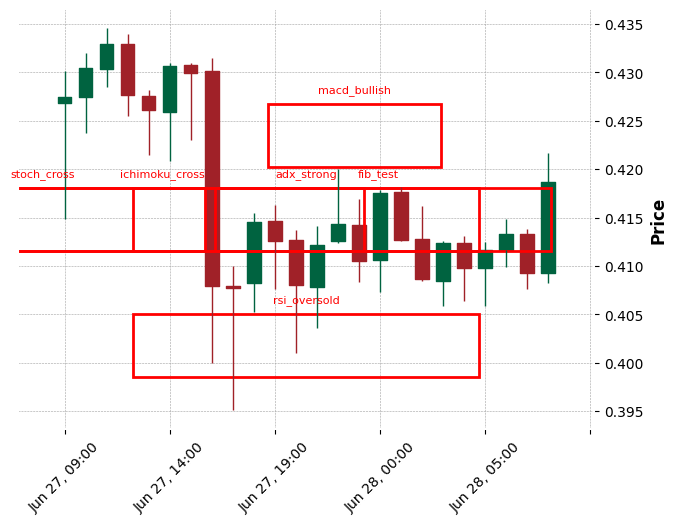 0.435
0.430
macd_bullish
0.425
0.420
stoch_cross
ichimoku_cross
adx_strong
fib_test
0.415
Price
0.410
rsi_oversold
0.405
0.400
0.395
Jun 27, 09:00
Jun 27, 14:00
Jun 27, 19:00
Jun 28, 00:00
Jun 28, 05:00